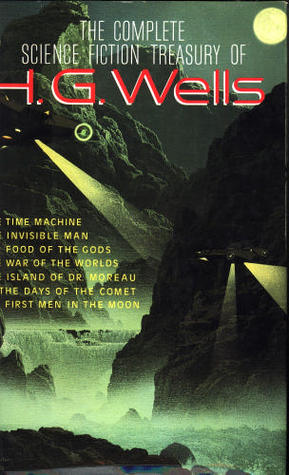 THE COMPLETE
SCIENCE FICTION TREASURY OF
H. G. Wells
E TIME MACHINE
E INVISIBLE MAN
FOOD OF THE GODS
E WAR OF THE WORLDS
E ISLAND OF DR. MOREAU
THE DAYS OF THE COMET
FIRST MEN IN THE MOON